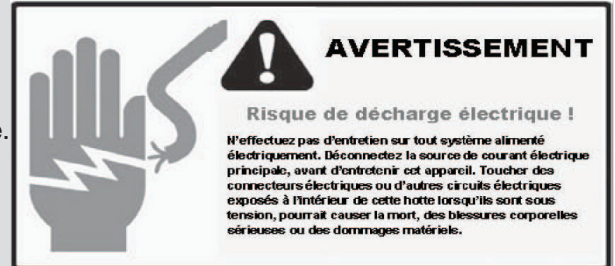 AVERTISSEMENT
Risque de décharge électrique !
e.
N'effectuez pas d'entretien sur tout système alimenté
électriquement. Déconnectez la source de courant électrique
principale, avant d'entretenir cet appareil. Toucher des
connecteurs électriques ou d'autres circuits électriques
exposés à l'intérieur de cette hotte lorsqu'ils sont sous
tension, pourrait causer la mort, des blessures corporelles
sérieuses ou des dommages matériels.